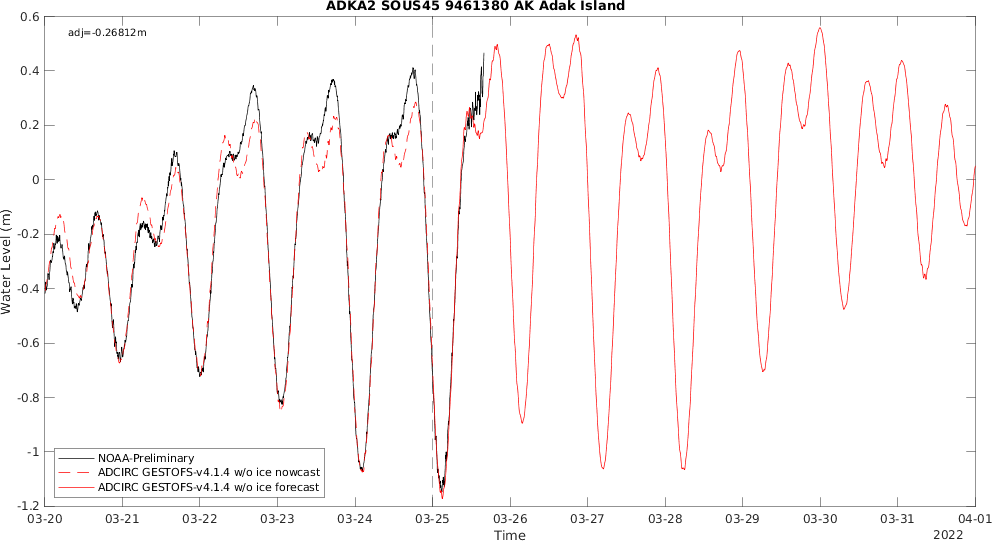 ADKA2 SOUS45 9461380 AK Adak Island
adj=-0.26812m
0.6
0.4
0.2
0
-0.2
-0.4
-0.6
-0.8
-1
-1.2
Water Level (m)
NOAA-Preliminary
ADCIRC GESTOFS-v4.1.4 w/o ice nowcast
ADCIRC GESTOFS-v4.1.4 w/o ice forecast
03-20 03-21 03-22 03-23 03-24 03-25 03-26 03-27 03-28 03-29 03-30 03-31 04-01
Time
2022